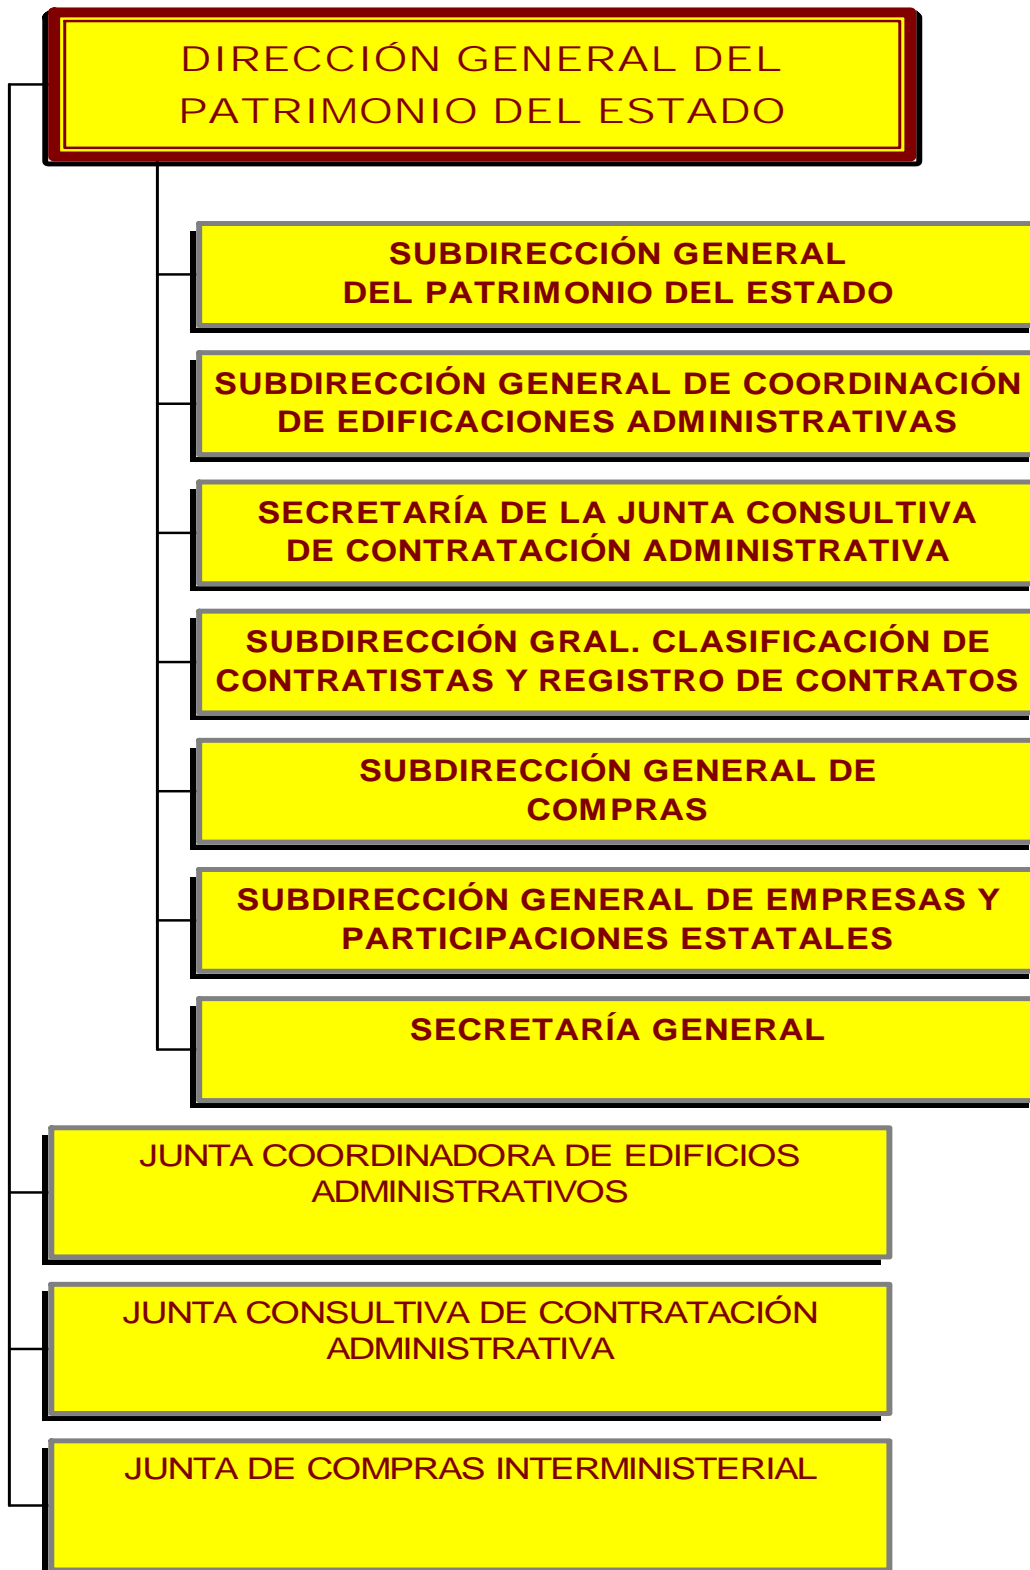 DIRECCIÓN GENERAL DEL
PATRIMONIO DEL ESTADO
SUBDIRECCIÓN GENERAL
DEL PATRIMONIO DEL ESTADO
SUBDIRECCIÓN GENERAL DE COORDINACIÓN
DE EDIFICACIONES ADMINISTRATIVAS
SECRETARÍA DE LA JUNTA CONSULTIVA
DE CONTRATACIÓN ADMINISTRATIVA
SUBDIRECCIÓN GRAL. CLASIFICACIÓN DE
CONTRATISTAS Y REGISTRO DE CONTRATOS
SUBDIRECCIÓN GENERAL DE
COMPRAS
SUBDIRECCIÓN GENERAL DE EMPRESAS Y
PARTICIPACIONES ESTATALES
SECRETARÍA GENERAL
JUNTA COORDINADORA DE EDIFICIOS
ADMINISTRATIVOS
JUNTA CONSULTIVA DE CONTRATACIÓN
ADMINISTRATIVA
JUNTA DE COMPRAS INTERMINISTERIAL